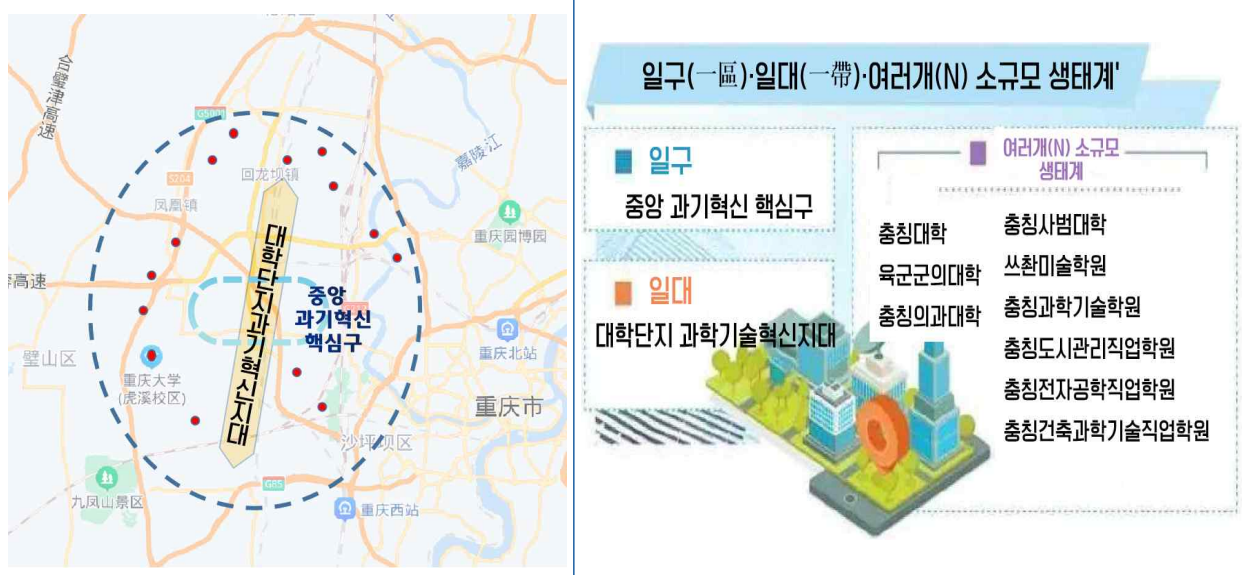 合璧津高速
G5001
嘉陵江
回龙坝镇
S204
凤凰镇
重庆园博园
高速
대학단지과기혁신지대
중앙
과기혁신
핵심구
重庆北站
璧山区
重庆大学
(虎溪校区)
重庆市
沙坪坝区
九凤山景区
G85
重庆西站
일구(一區)·일대(一帶)·여러개(N) 소규모 생태계'
일구
중앙 과기혁신 핵심구
일대
대학단지 과학기술혁신지대
여러개(N) 소규모
생태계
충칭대학
육군군의대학
충칭의과대학
충칭사범대학
쓰촨미술학원
충칭과학기술학원
충칭도시관리직업학원
충칭전자공학직업학원
충칭건축과학기술직업학원